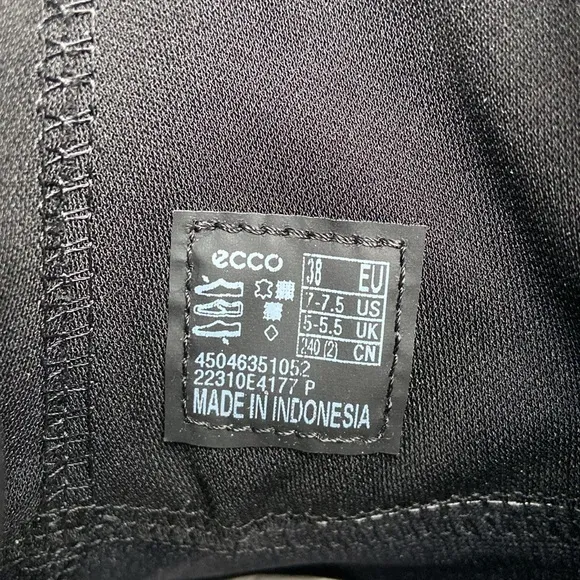 ecco
38 EU
7-7.5 US
5-5.5 UK
240 (2) CN
45046351052
22310E4177 P
MADE IN INDONESIA